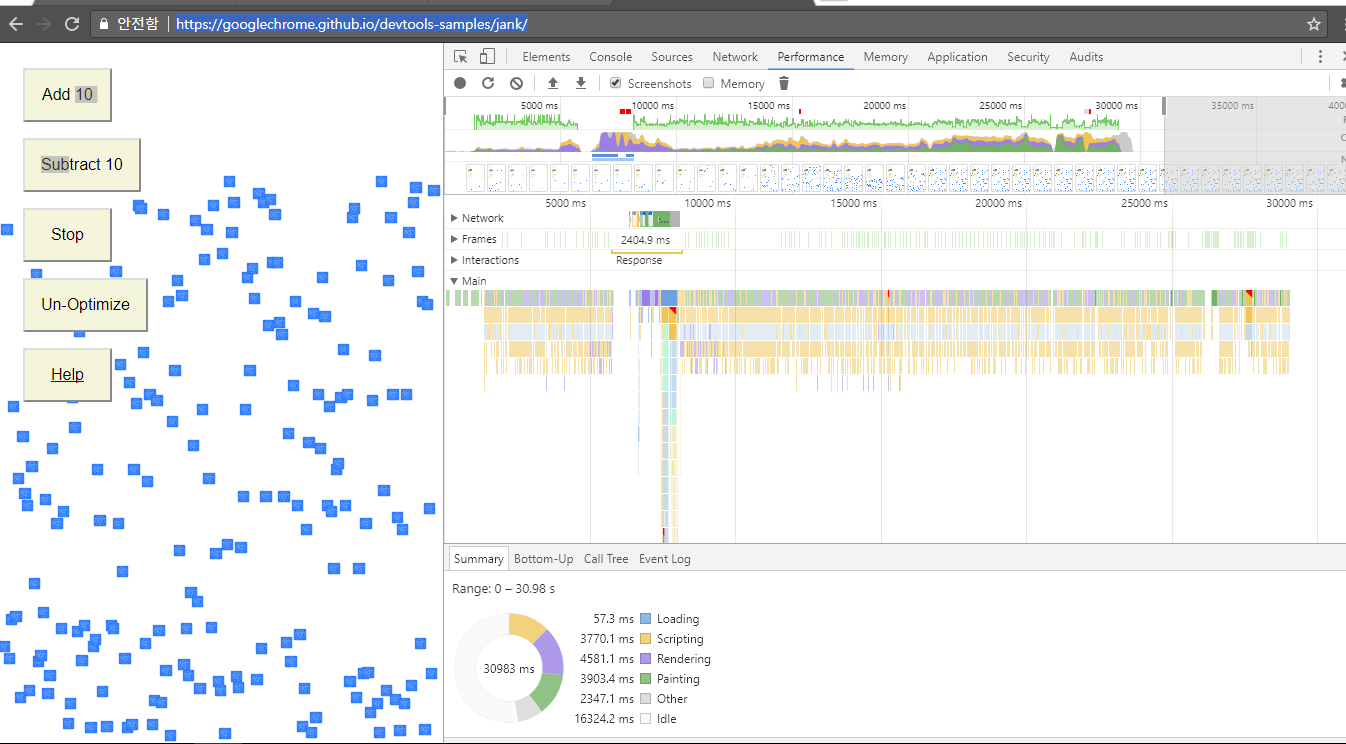 안전함 https://googlechrome.github.io/devtools-samples/jank/
Add 10
Subtract 10
Stop
Un-Optimize
Help
Elements Console Sources Network Performance Memory Application Security Audits
Screenshots Memory
5000 ms 10000 ms 15000 ms 20000 ms 25000 ms 30000 ms 35000 ms
5000 ms 10000 ms 15000 ms 20000 ms 25000 ms 30000 ms
Network
Frames 2404.9 ms
Interactions Response
Main
Summary Bottom-Up Call Tree Event Log
Range: 0 – 30.98 s
30983 ms
57.3 ms Loading
3770.1 ms Scripting
4581.1 ms Rendering
3903.4 ms Painting
2347.1 ms Other
16324.2 ms Idle